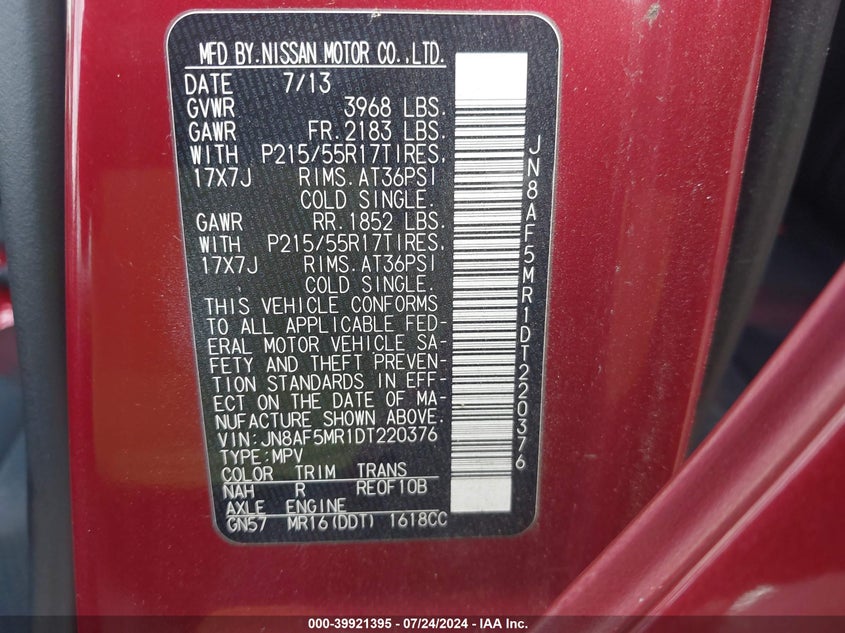 MFD BY.NISSAN MOTOR CO.,LTD.
DATE 7/13
GVWR 3968 LBS.
GAWR FR.2183 LBS.
WITH P215/55R17TIRES,
17X7J RIMS.AT36PSI
COLD SINGLE.
GAWR RR.1852 LBS.
WITH P215/55R17TIRES,
17X7J RIMS.AT36PSI
COLD SINGLE.
THIS VEHICLE CONFORMS
TO ALL APPLICABLE FED-
ERAL MOTOR VEHICLE SA-
FETY AND THEFT PREVEN-
TION STANDARDS IN EFF-
ECT ON THE DATE OF MA-
NUFACTURE SHOWN ABOVE.
VIN:JN8AF5MR1DT220376
TYPE:MPV
COLOR TRIM TRANS
NAH R REOF10B
AXLE ENGINE
GN57 MR16(DDT) 1618CC
JN8AF5MR1DT220376
000-39921395 - 07/24/2024 - IAA Inc.